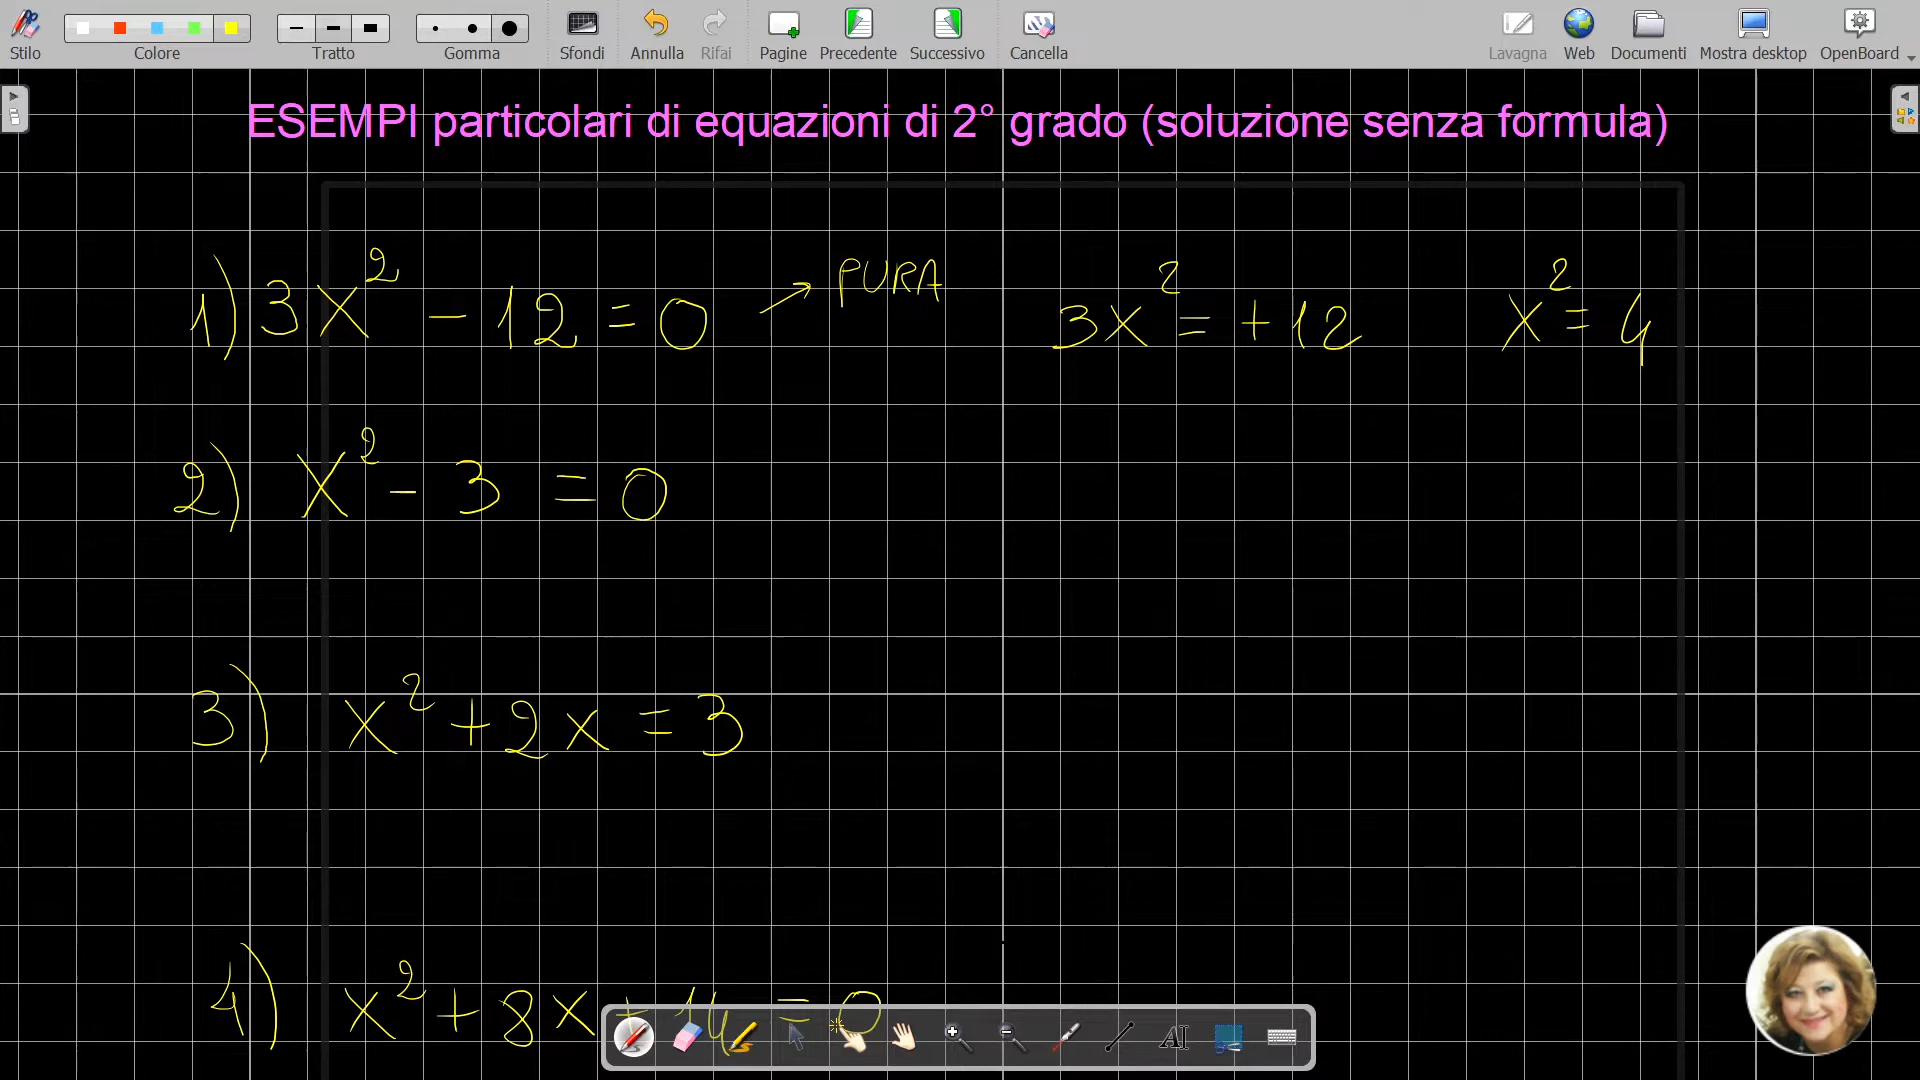 Stilo Colore Tratto Gomma Sfondi Annulla Rifai Pagine Precedente Successivo Cancella Lavagna Web Documenti Mostra desktop OpenBoard
ESEMPI particolari di equazioni di 2° grado (soluzione senza formula)
1) 3x² - 12 = 0 → PURA 3x² = +12 x² = 4
2) x² - 3 = 0
3) x² + 2x = 3
4) x² + 8x + = 0
AI